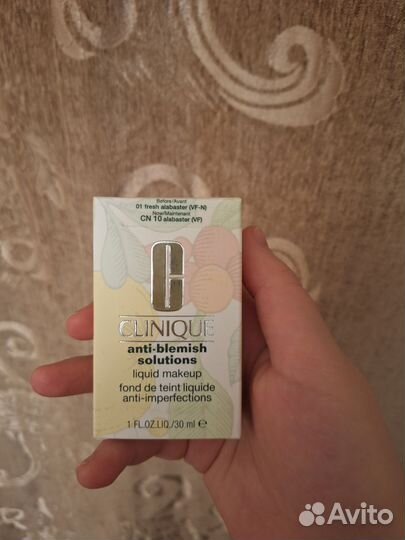 Before/Avant
01 fresh alabaster (VF-N)
Now/Maintenant
CN 10 alabaster (VF)
CLINIQUE
anti-blemish
solutions
liquid makeup
fond de teint liquide
anti-imperfections
1 FL.OZ.LIQ./30 ml ℮
Avito